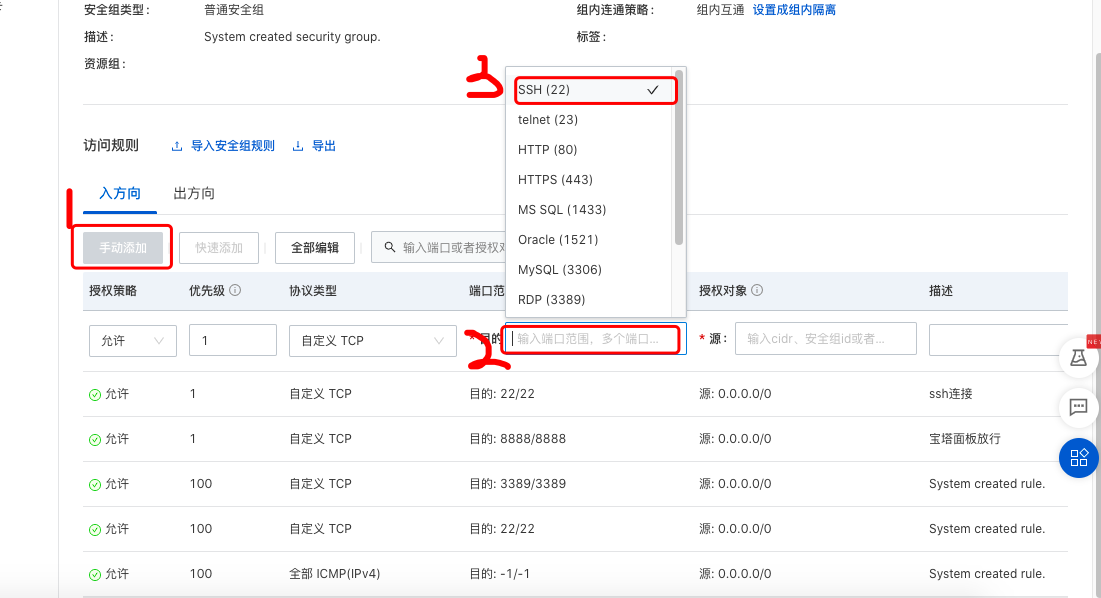 安全组类型： 普通安全组 组内连通策略： 组内互通 设置成组内隔离
描述： System created security group. 标签：
资源组：
3
SSH (22)
telnet (23)
HTTP (80)
HTTPS (443)
MS SQL (1433)
Oracle (1521)
MySQL (3306)
RDP (3389)
访问规则 导入安全组规则 导出
1
入方向 出方向
手动添加 快速添加 全部编辑 输入端口或者授权
授权策略 优先级 协议类型 端口范 授权对象 描述
2
允许 1 自定义 TCP * 目的 输入端口范围，多个端口... * 源： 输入cidr、安全组id或者...
NEW
允许 1 自定义 TCP 目的: 22/22 源: 0.0.0.0/0 ssh连接
允许 1 自定义 TCP 目的: 8888/8888 源: 0.0.0.0/0 宝塔面板放行
允许 100 自定义 TCP 目的: 3389/3389 源: 0.0.0.0/0 System created rule.
允许 100 自定义 TCP 目的: 22/22 源: 0.0.0.0/0 System created rule.
允许 100 全部 ICMP(IPv4) 目的: -1/-1 源: 0.0.0.0/0 System created rule.